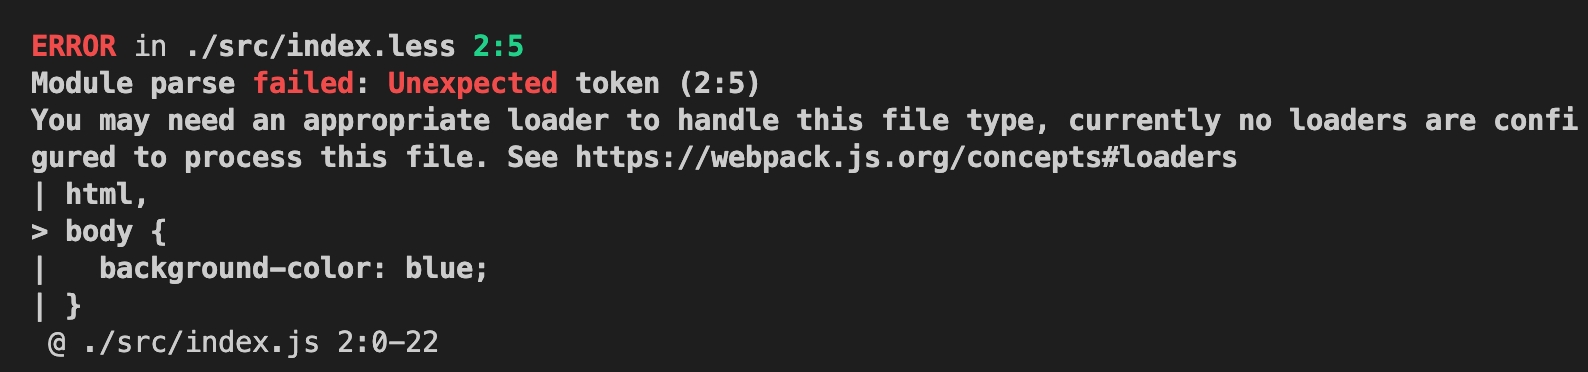 ERROR in ./src/index.less 2:5
Module parse failed: Unexpected token (2:5)
You may need an appropriate loader to handle this file type, currently no loaders are confi
gured to process this file. See https://webpack.js.org/concepts#loaders
| html,
> body {
|   background-color: blue;
| }
 @ ./src/index.js 2:0-22